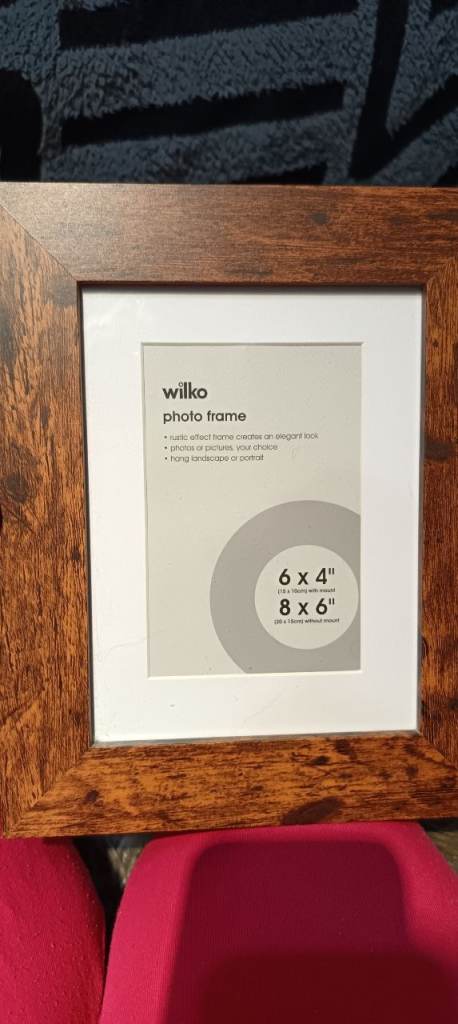 wilko
photo frame
• rustic effect frame creates an elegant look
• photos or pictures, your choice
• hang landscape or portrait
6 x 4"
(15 x 10cm) with mount
8 x 6"
(20 x 15cm) without mount